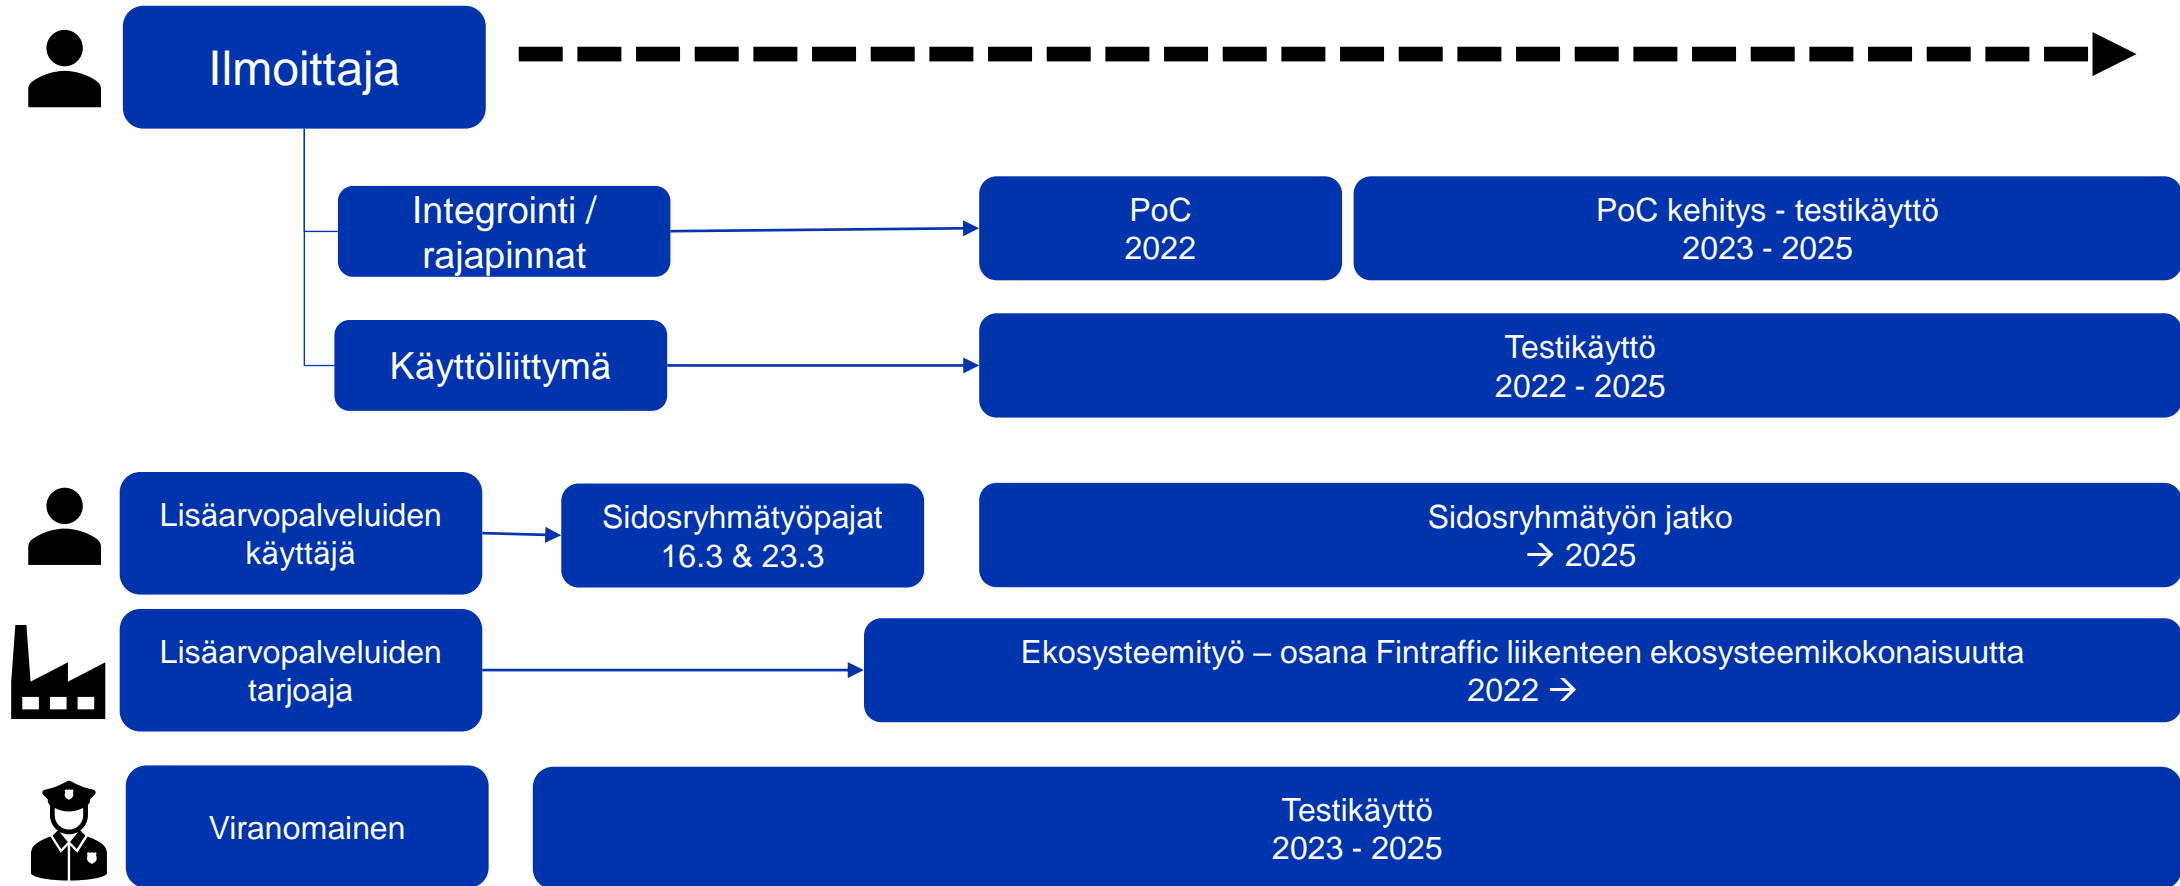 Ilmoittaja
Integrointi /
rajapinnat
PoC
2022
PoC kehitys - testikäyttö
2023 - 2025
Käyttöliittymä
Testikäyttö
2022 - 2025
Lisäarvopalveluiden
käyttäjä
Sidosryhmätyöpajat
16.3 & 23.3
Sidosryhmätyön jatko
→ 2025
Lisäarvopalveluiden
tarjoaja
Ekosysteemityö – osana Fintraffic liikenteen ekosysteemikokonaisuutta
2022 →
Viranomainen
Testikäyttö
2023 - 2025